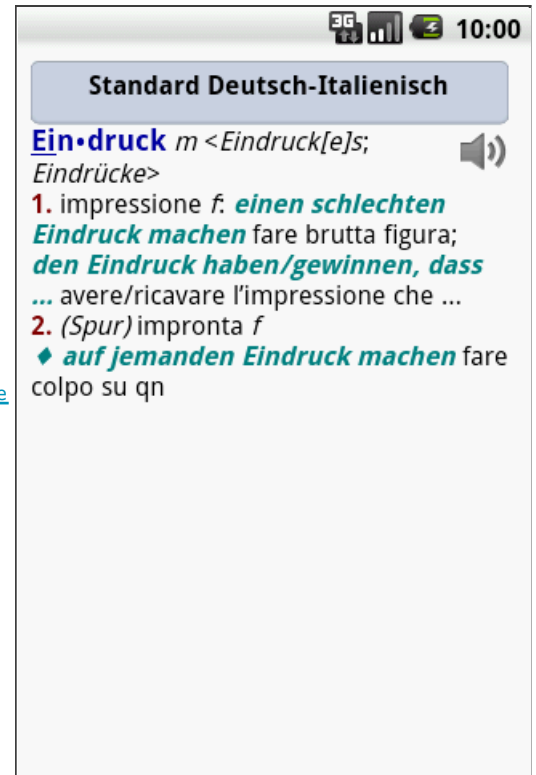 3G 10:00
Standard Deutsch-Italienisch
Ein•druck m <Eindruck[e]s;
Eindrücke>
1. impressione f: einen schlechten
Eindruck machen fare brutta figura;
den Eindruck haben/gewinnen, dass
... avere/ricavare l'impressione che ...
2. (Spur) impronta f
♦ auf jemanden Eindruck machen fare
e
colpo su qn